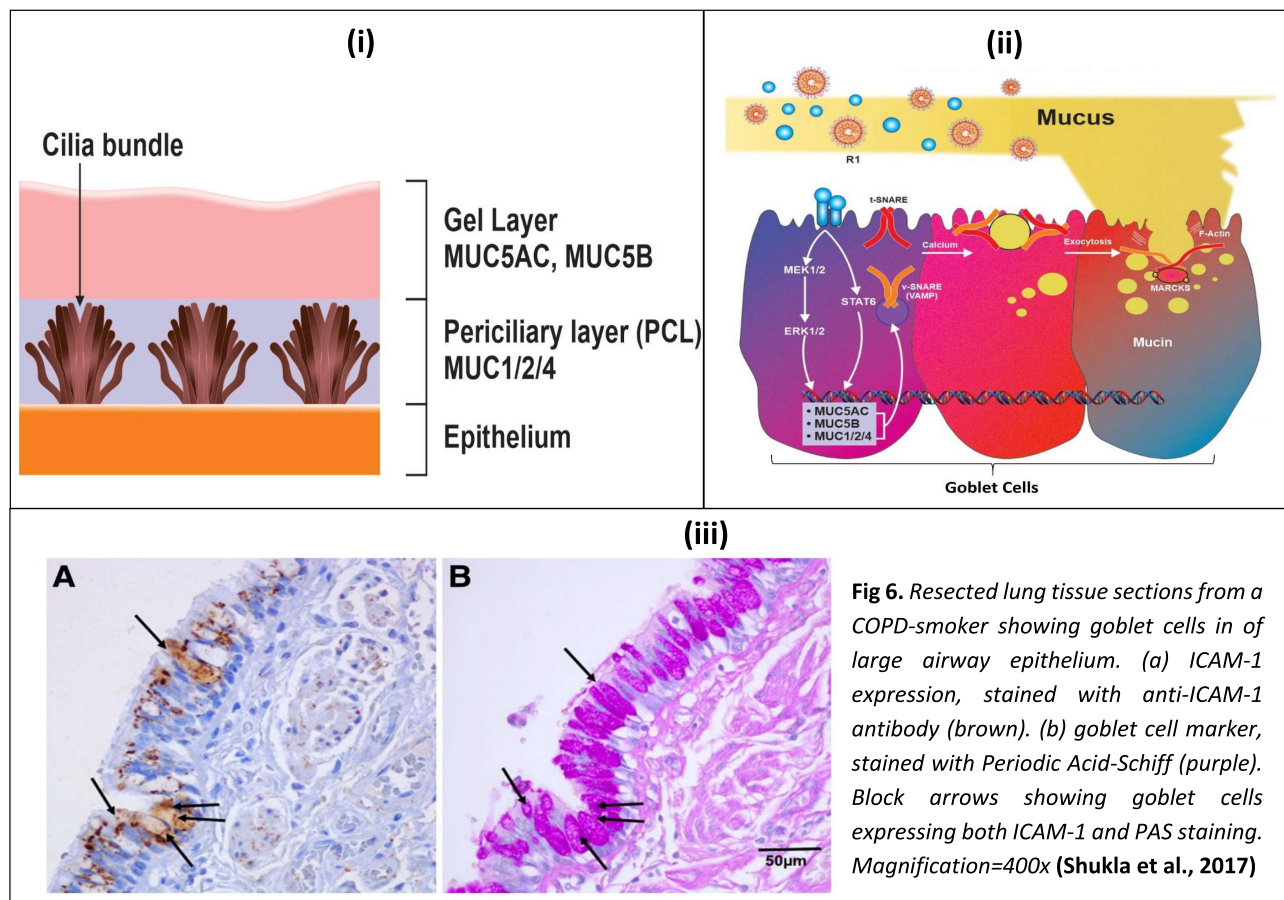 (i)
Cilia bundle
Gel Layer
MUC5AC, MUC5B
Periciliary layer (PCL)
MUC1/2/4
Epithelium
(ii)
Mucus
R1
t-SNARE
Calcium
Exocytosis
F-Actin
MEK1/2
STAT6
v-SNARE
(VAMP)
MARCKS
ERK1/2
Mucin
• MUC5AC
• MUC5B
• MUC1/2/4
Goblet Cells
(iii)
A
B
50µm
Fig 6. Resected lung tissue sections from a
COPD-smoker showing goblet cells in of
large airway epithelium. (a) ICAM-1
expression, stained with anti-ICAM-1
antibody (brown). (b) goblet cell marker,
stained with Periodic Acid-Schiff (purple).
Block arrows showing goblet cells
expressing both ICAM-1 and PAS staining.
Magnification=400x (Shukla et al., 2017)